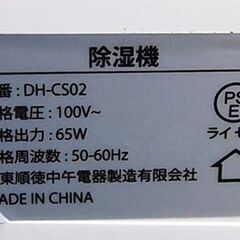 除湿機
番: DH-CS02
格電圧: 100V~
格出力: 65W
格周波数: 50-60Hz
東順徳中午電器製造有限公
MADE IN CHINA
PS
E
ライセ